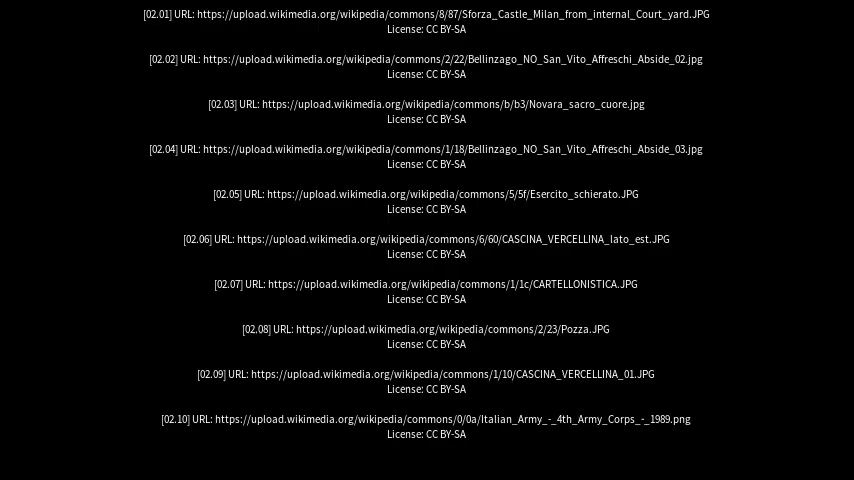 [02.01] URL: https://upload.wikimedia.org/wikipedia/commons/8/87/Sforza_Castle_Milan_from_internal_Court_yard.JPG
License: CC BY-SA
[02.02] URL: https://upload.wikimedia.org/wikipedia/commons/2/22/Bellinzago_NO_San_Vito_Affreschi_Abside_02.jpg
License: CC BY-SA
[02.03] URL: https://upload.wikimedia.org/wikipedia/commons/b/b3/Novara_sacro_cuore.jpg
License: CC BY-SA
[02.04] URL: https://upload.wikimedia.org/wikipedia/commons/1/18/Bellinzago_NO_San_Vito_Affreschi_Abside_03.jpg
License: CC BY-SA
[02.05] URL: https://upload.wikimedia.org/wikipedia/commons/5/5f/Esercito_schierato.JPG
License: CC BY-SA
[02.06] URL: https://upload.wikimedia.org/wikipedia/commons/6/60/CASCINA_VERCELLINA_lato_est.JPG
License: CC BY-SA
[02.07] URL: https://upload.wikimedia.org/wikipedia/commons/1/1c/CARTELLONISTICA.JPG
License: CC BY-SA
[02.08] URL: https://upload.wikimedia.org/wikipedia/commons/2/23/Pozza.JPG
License: CC BY-SA
[02.09] URL: https://upload.wikimedia.org/wikipedia/commons/1/10/CASCINA_VERCELLINA_01.JPG
License: CC BY-SA
[02.10] URL: https://upload.wikimedia.org/wikipedia/commons/0/0a/Italian_Army_-_4th_Army_Corps_-_1989.png
License: CC BY-SA